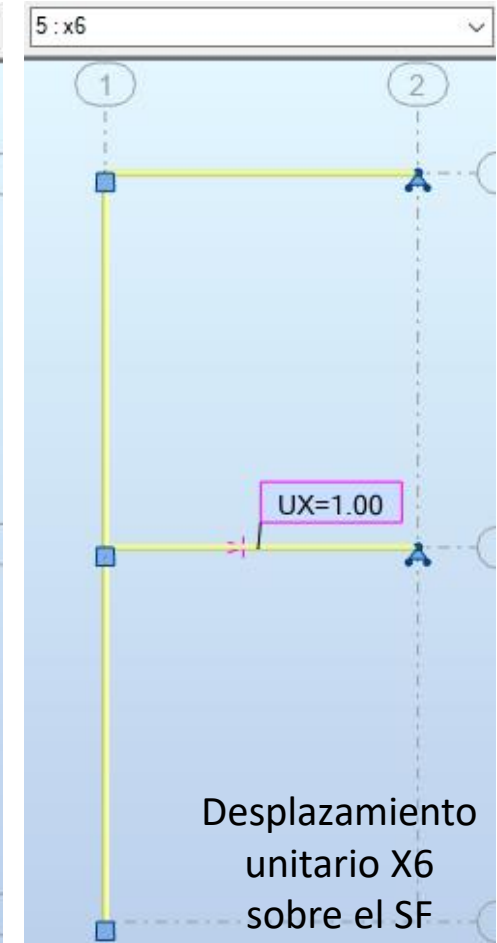 5 : x6
1
2
UX=1.00
Desplazamiento
unitario X6
sobre el SF